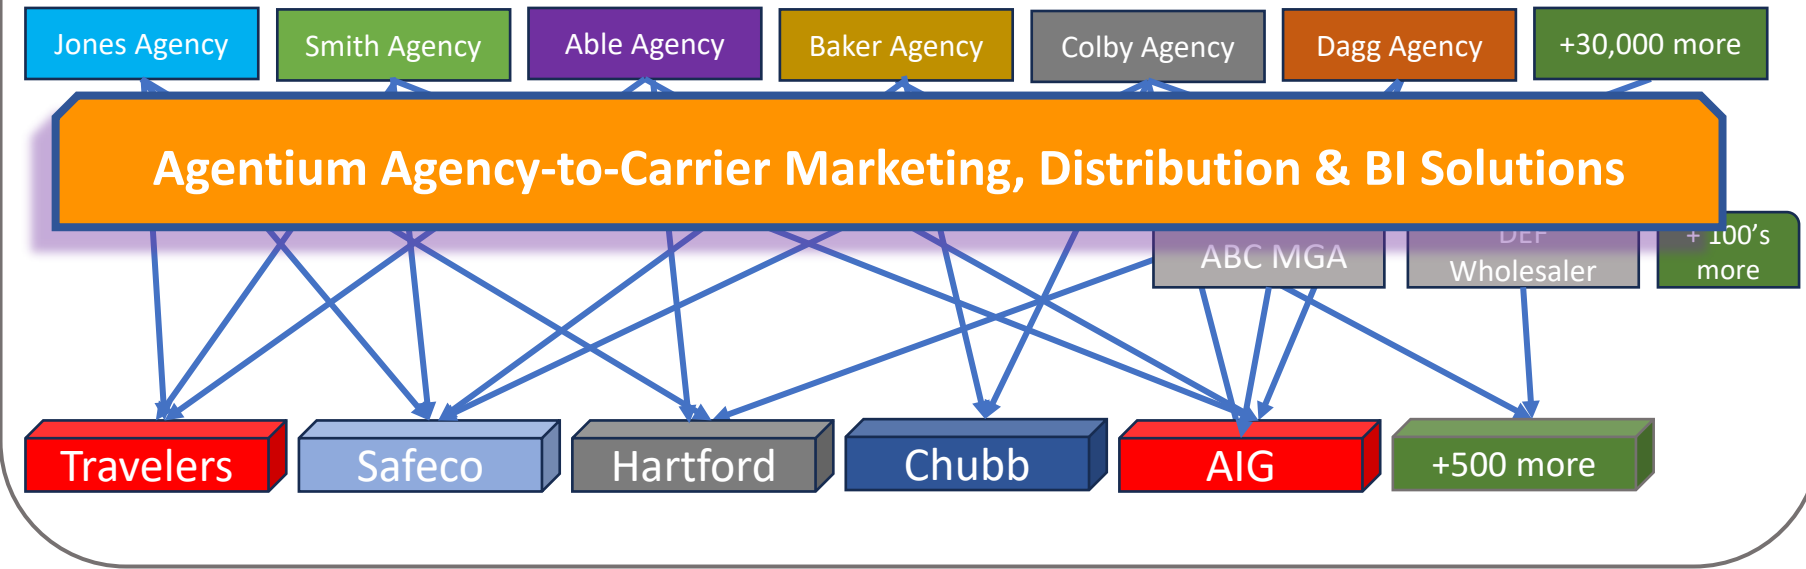 Jones Agency
Smith Agency
Able Agency
Baker Agency
Colby Agency
Dagg Agency
+30,000 more
Agentium Agency-to-Carrier Marketing, Distribution & BI Solutions
ABC MGA
DEF
Wholesaler
+ 100’s
more
Travelers
Safeco
Hartford
Chubb
AIG
+500 more